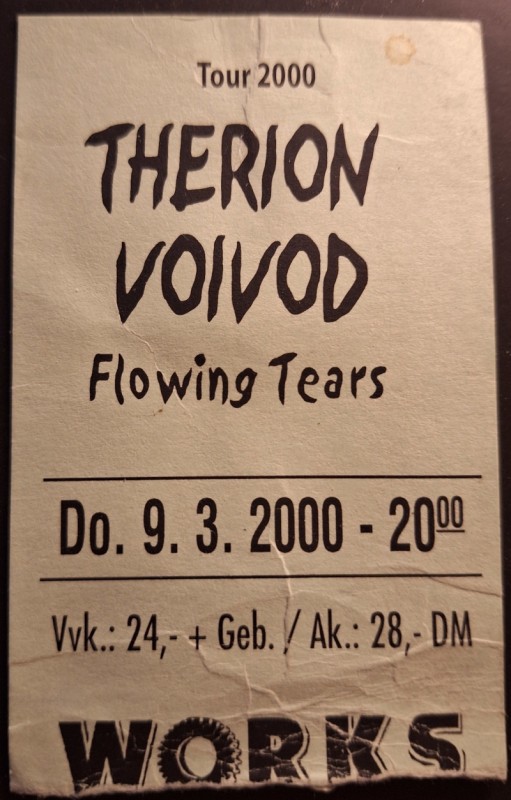 Tour 2000
THERION
VOIVOD
Flowing Tears
Do. 9. 3. 2000 - 20⁰⁰
Vvk.: 24,- + Geb. / Ak.: 28,- DM
WORKS